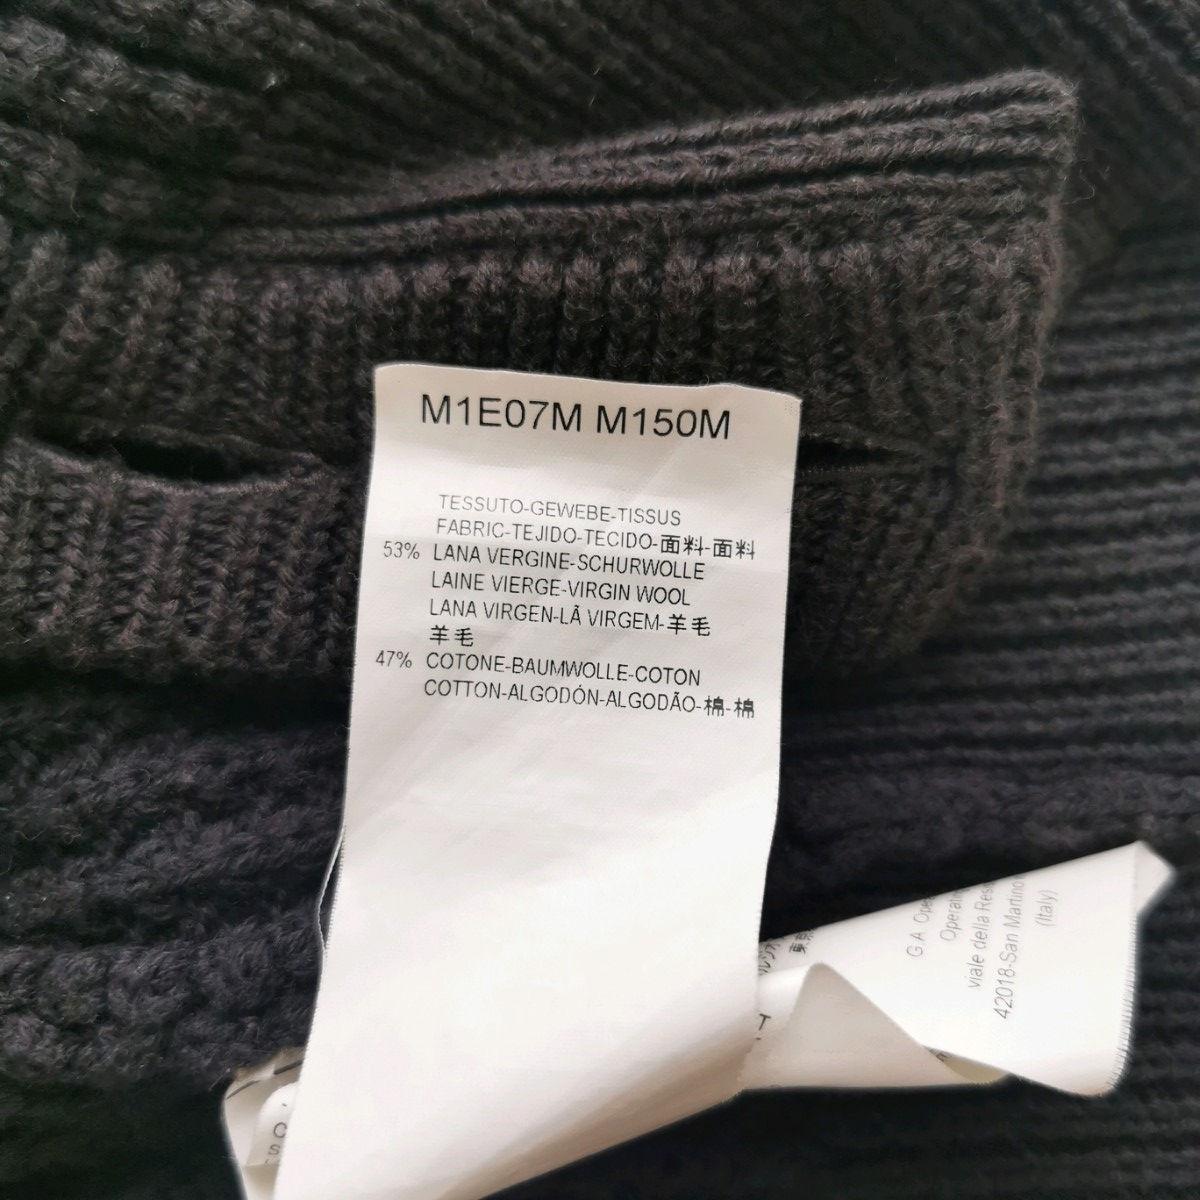 M1E07M M150M
TESSUTO-GEWEBE-TISSUS
FABRIC-TEJIDO-TECIDO-面料-面料
53% LANA VERGINE-SCHURWOLLE
LAINE VIERGE-VIRGIN WOOL
LANA VIRGEN-LÃ VIRGEM-羊毛
羊毛
47% COTONE-BAUMWOLLE-COTON
COTTON-ALGODÓN-ALGODÃO-棉-棉
G.A. Ope
Operati
viale della Res
42018-San Martino
(Italy)